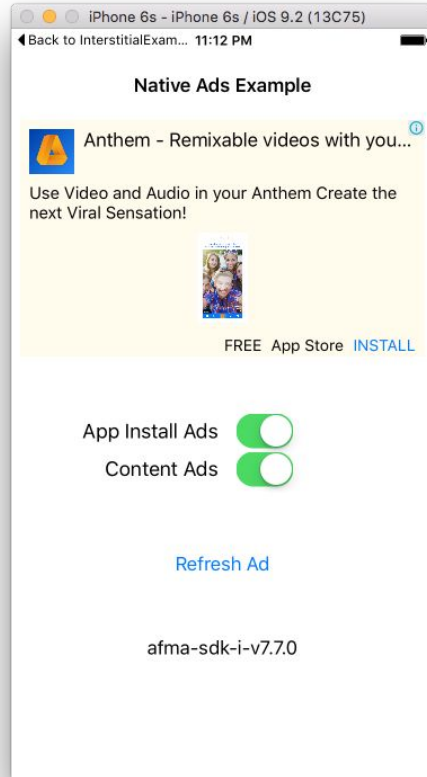 iPhone 6s - iPhone 6s / iOS 9.2 (13C75)
Back to InterstitialExam... 11:12 PM
Native Ads Example
Anthem - Remixable videos with you...
Use Video and Audio in your Anthem Create the
next Viral Sensation!
FREE App Store INSTALL
App Install Ads
Content Ads
Refresh Ad
afma-sdk-i-v7.7.0